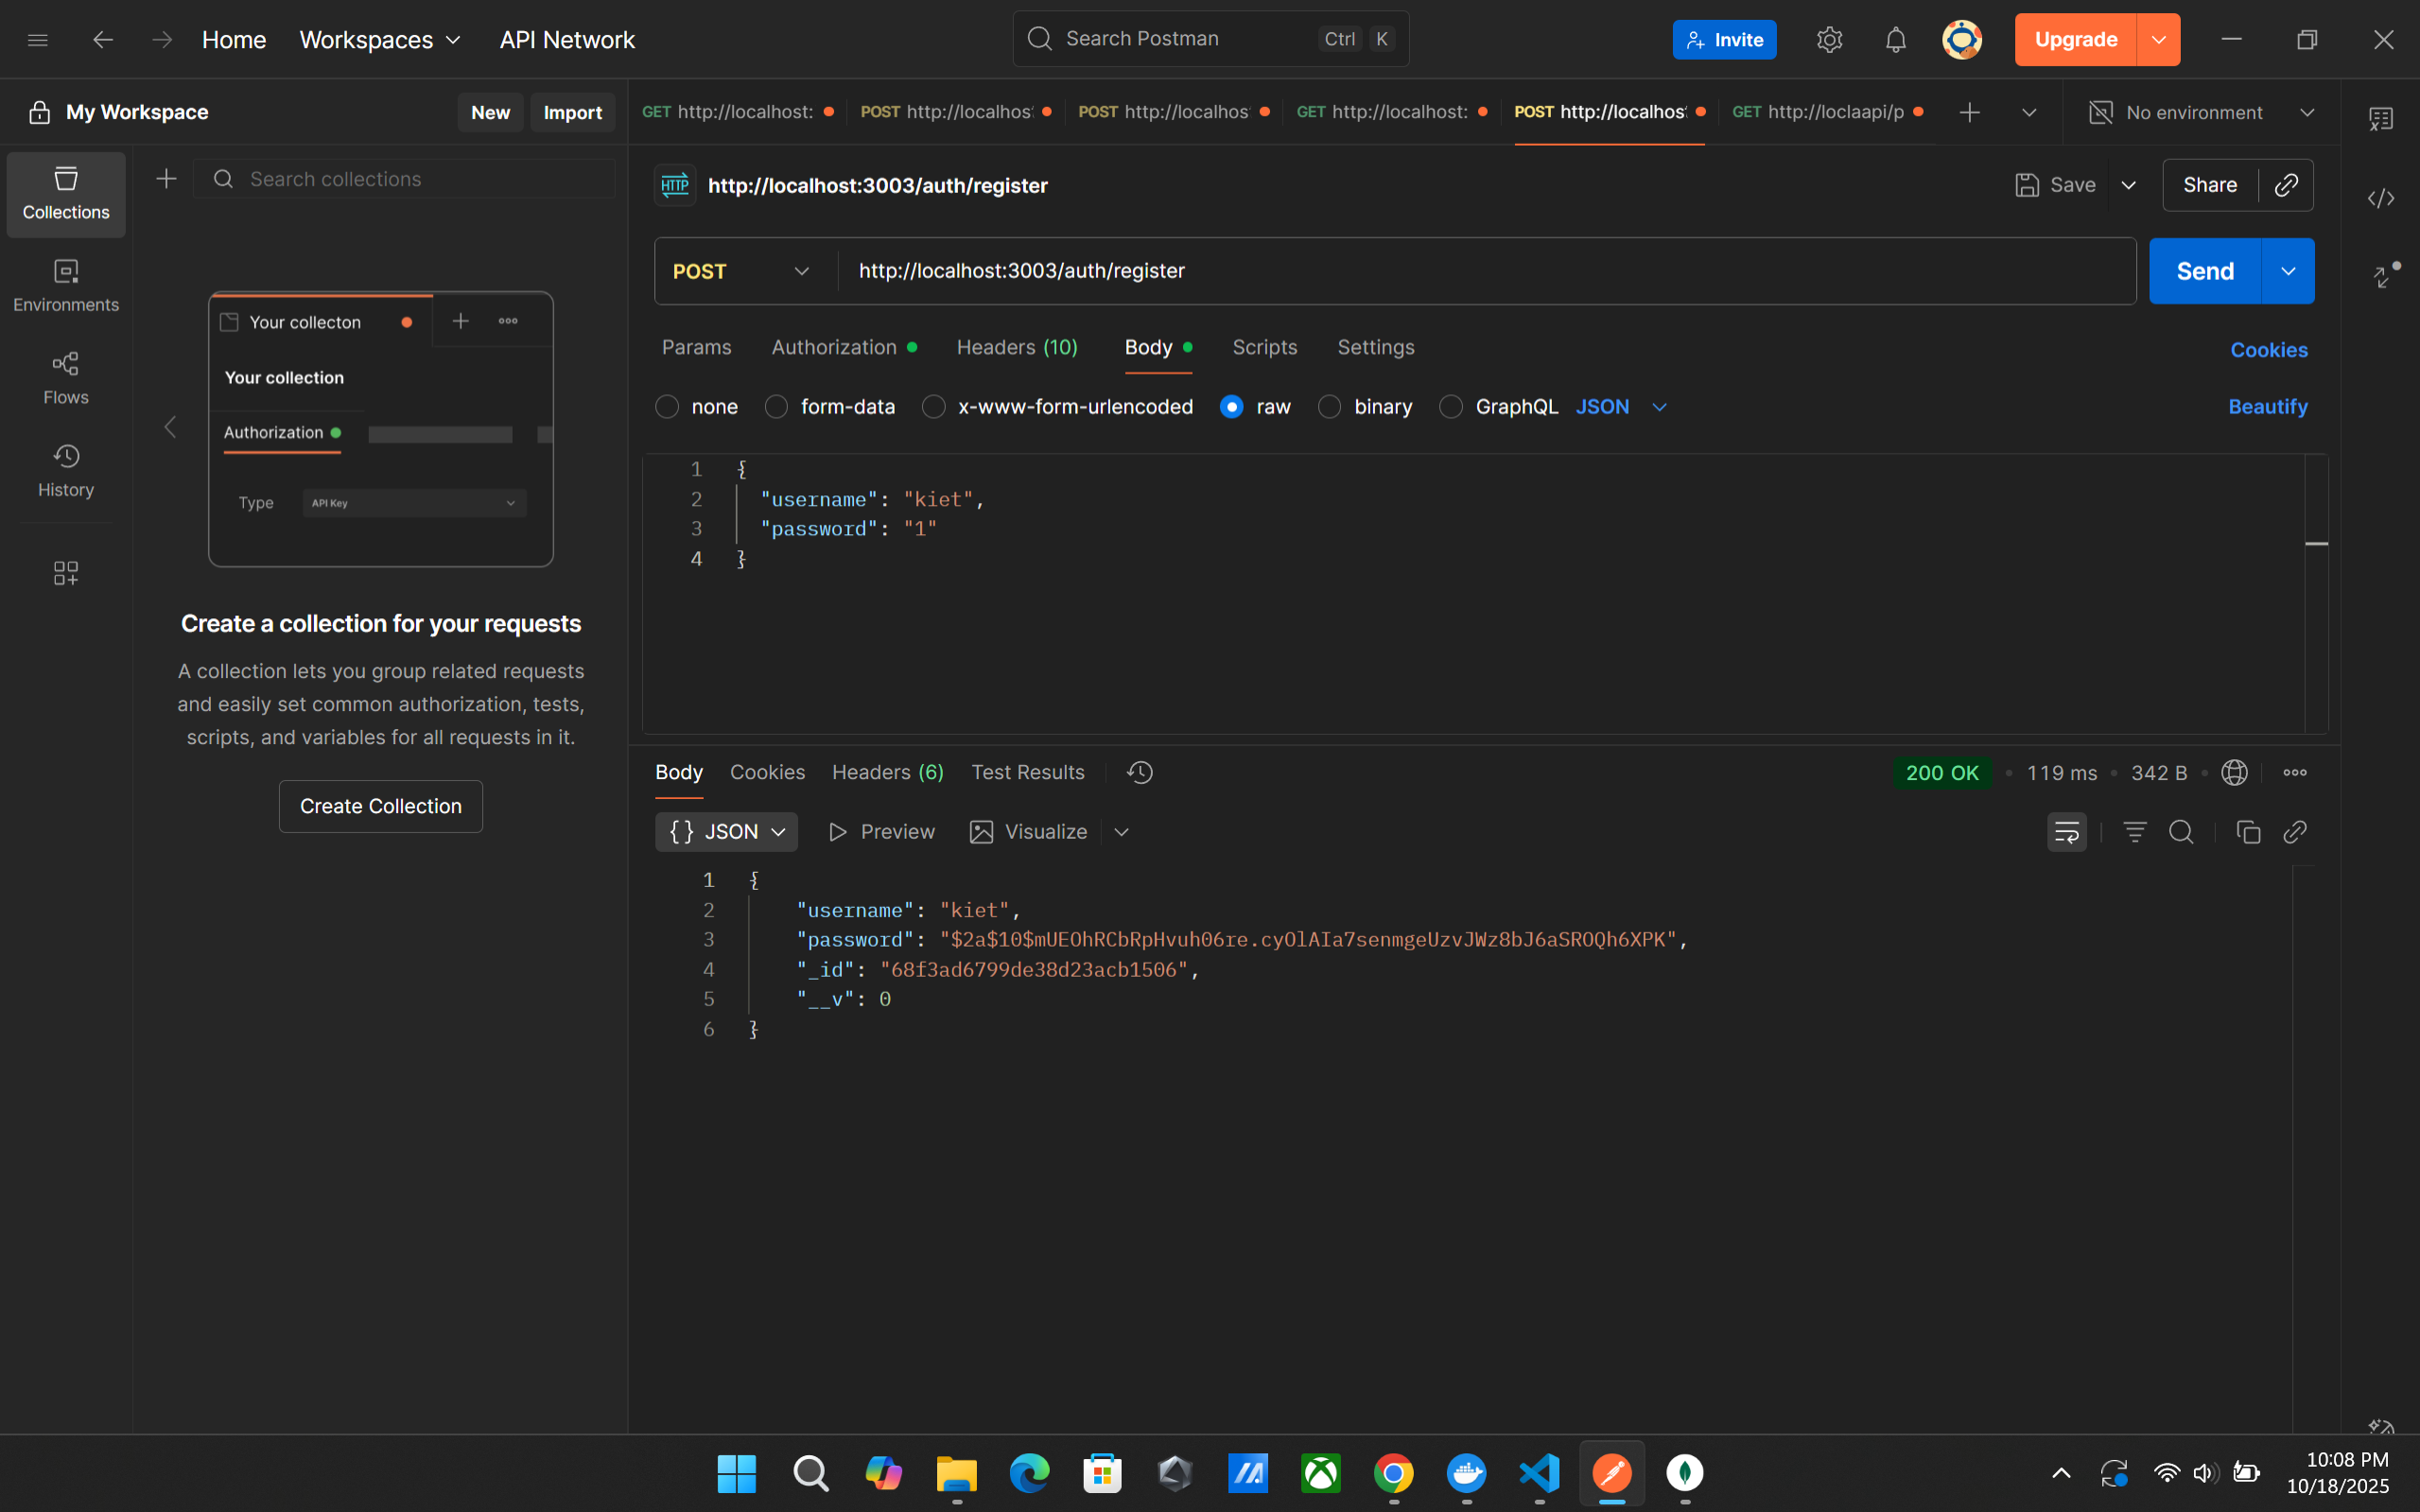 Home Workspaces API Network Search Postman Ctrl K Invite Upgrade
My Workspace New Import
GET http://localhost: POST http://localhos POST http://localhos GET http://localhost: POST http://localhos GET http://loclaapi/p No environment
Collections
Environments
Flows
History
Search collections
Your collecton
Your collection
Authorization
Type API Key
Create a collection for your requests
A collection lets you group related requests
and easily set common authorization, tests,
scripts, and variables for all requests in it.
Create Collection
HTTP http://localhost:3003/auth/register Save Share
POST http://localhost:3003/auth/register Send
Params Authorization Headers (10) Body Scripts Settings Cookies
none form-data x-www-form-urlencoded raw binary GraphQL JSON Beautify
1 {
2 "username": "kiet",
3 "password": "1"
4 }
Body Cookies Headers (6) Test Results 200 OK 119 ms 342 B
{} JSON Preview Visualize
1 {
2 "username": "kiet",
3 "password": "$2a$10$mUEOhRCbRpHvuh06re.cyOlAIa7senmgeUzvJWz8bJ6aSROQh6XPK",
4 "_id": "68f3ad6799de38d23acb1506",
5 "__v": 0
6 }
10:08 PM
10/18/2025